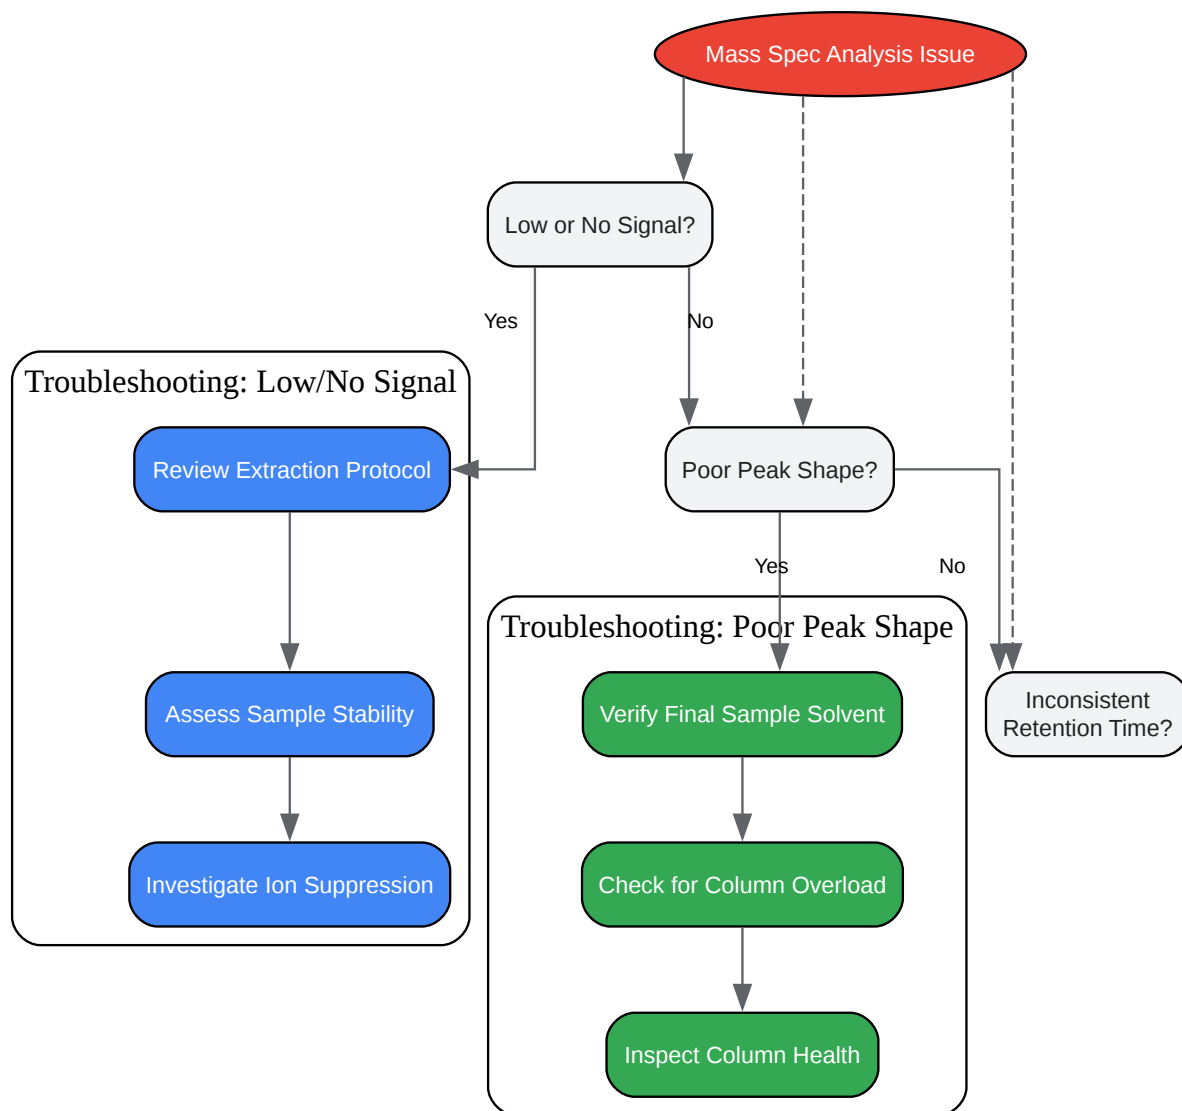 Mass Spec Analysis Issue
Low or No Signal?
Yes
No
Troubleshooting: Low/No Signal
Review Extraction Protocol
Poor Peak Shape?
Yes
No
Troubleshooting: Poor Peak Shape
Assess Sample Stability
Verify Final Sample Solvent
Inconsistent
Retention Time?
Investigate Ion Suppression
Check for Column Overload
Inspect Column Health